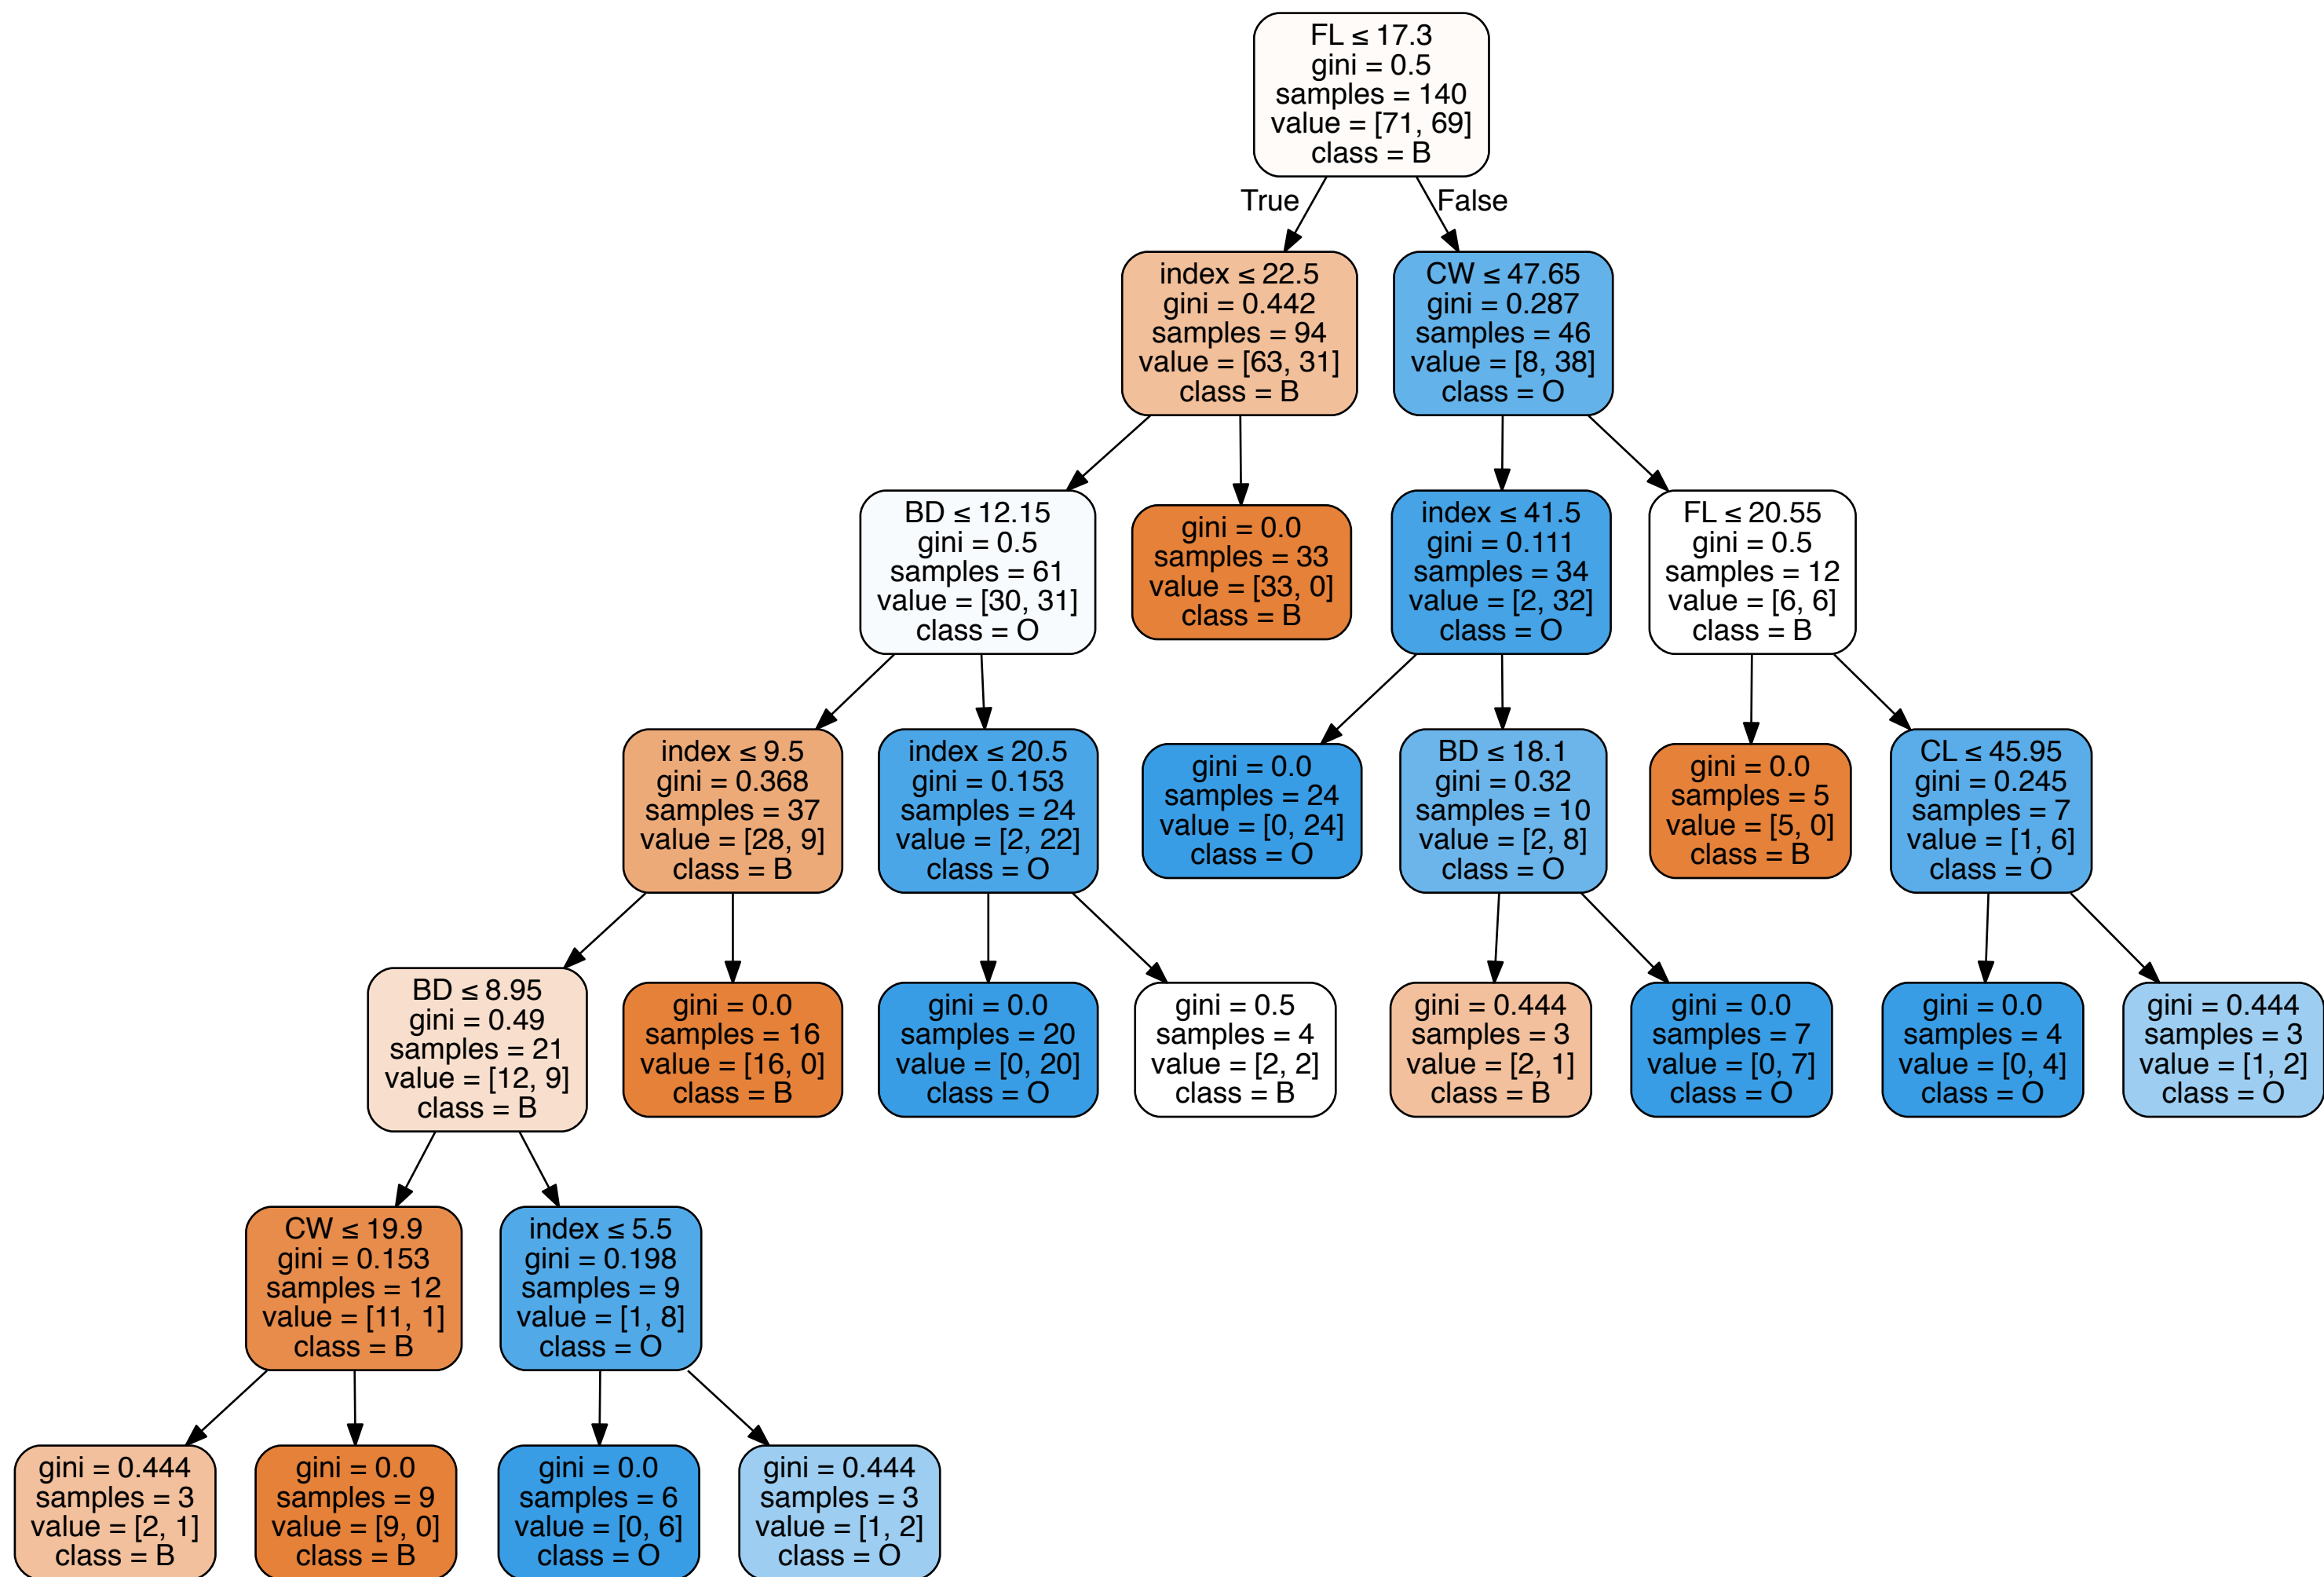 FL ≤ 17.3
gini = 0.5
samples = 140
value = [71, 69]
class = B
True
False
index ≤ 22.5
gini = 0.442
samples = 94
value = [63, 31]
class = B
CW ≤ 47.65
gini = 0.287
samples = 46
value = [8, 38]
class = O
BD ≤ 12.15
gini = 0.5
samples = 61
value = [30, 31]
class = O
gini = 0.0
samples = 33
value = [33, 0]
class = B
index ≤ 41.5
gini = 0.111
samples = 34
value = [2, 32]
class = O
FL ≤ 20.55
gini = 0.5
samples = 12
value = [6, 6]
class = B
index ≤ 9.5
gini = 0.368
samples = 37
value = [28, 9]
class = B
index ≤ 20.5
gini = 0.153
samples = 24
value = [2, 22]
class = O
gini = 0.0
samples = 24
value = [0, 24]
class = O
BD ≤ 18.1
gini = 0.32
samples = 10
value = [2, 8]
class = O
gini = 0.0
samples = 5
value = [5, 0]
class = B
CL ≤ 45.95
gini = 0.245
samples = 7
value = [1, 6]
class = O
BD ≤ 8.95
gini = 0.49
samples = 21
value = [12, 9]
class = B
gini = 0.0
samples = 16
value = [16, 0]
class = B
gini = 0.0
samples = 20
value = [0, 20]
class = O
gini = 0.5
samples = 4
value = [2, 2]
class = B
gini = 0.444
samples = 3
value = [2, 1]
class = B
gini = 0.0
samples = 7
value = [0, 7]
class = O
gini = 0.0
samples = 4
value = [0, 4]
class = O
gini = 0.444
samples = 3
value = [1, 2]
class = O
CW ≤ 19.9
gini = 0.153
samples = 12
value = [11, 1]
class = B
index ≤ 5.5
gini = 0.198
samples = 9
value = [1, 8]
class = O
gini = 0.444
samples = 3
value = [2, 1]
class = B
gini = 0.0
samples = 9
value = [9, 0]
class = B
gini = 0.0
samples = 6
value = [0, 6]
class = O
gini = 0.444
samples = 3
value = [1, 2]
class = O